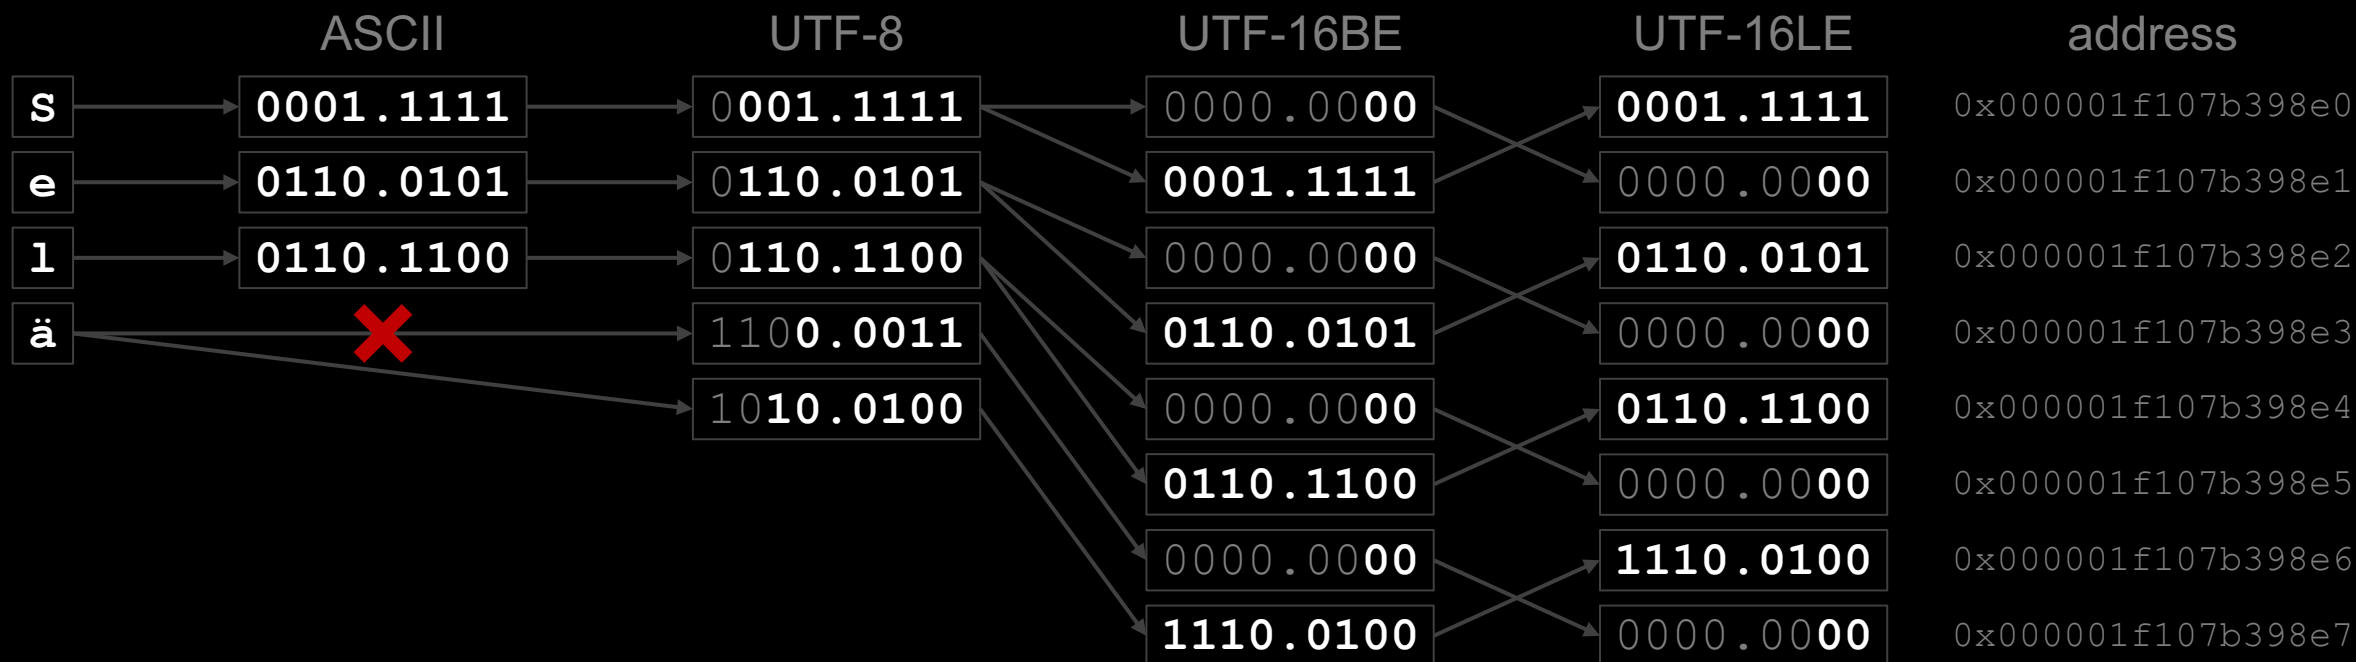 ASCII UTF-8 UTF-16BE UTF-16LE address
S 0001.1111 0001.1111 0000.0000 0001.1111 0x000001f107b398e0
e 0110.0101 0110.0101 0001.1111 0000.0000 0x000001f107b398e1
l 0110.1100 0110.1100 0000.0000 0110.0101 0x000001f107b398e2
ä 1100.0011 0110.0101 0000.0000 0x000001f107b398e3
1010.0100 0000.0000 0110.1100 0x000001f107b398e4
0110.1100 0000.0000 0x000001f107b398e5
0000.0000 1110.0100 0x000001f107b398e6
1110.0100 0000.0000 0x000001f107b398e7